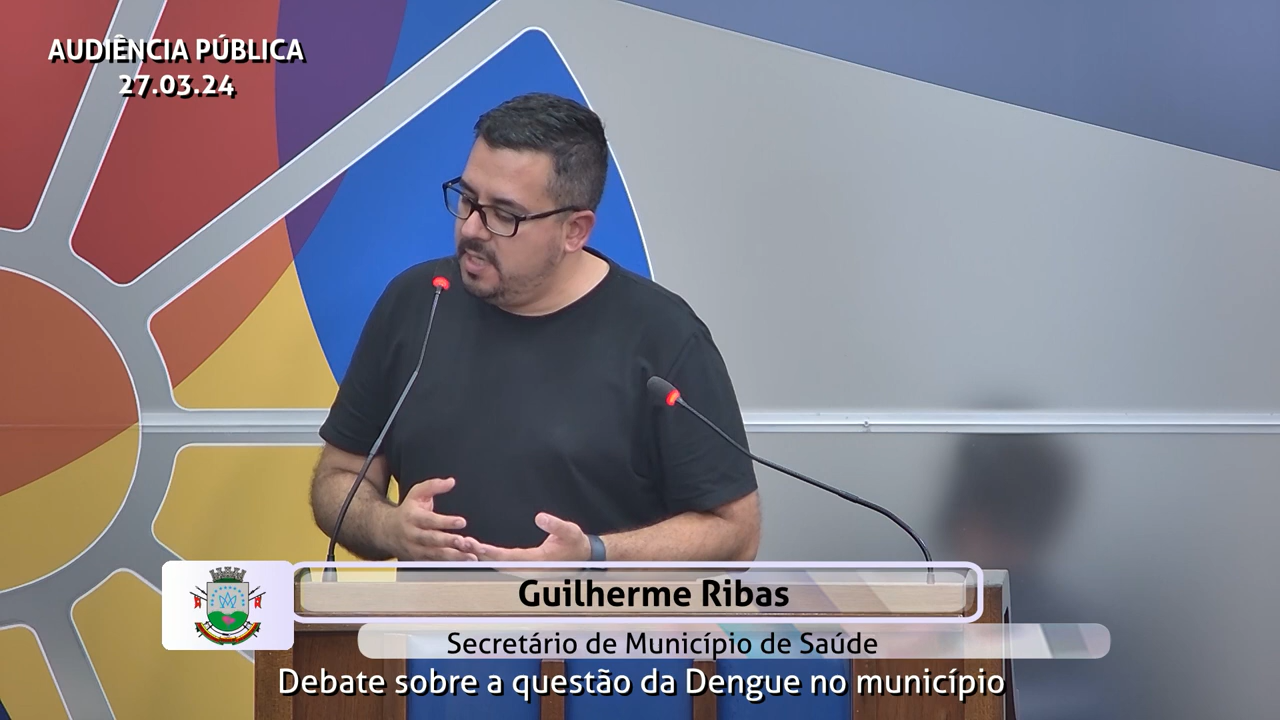 AUDIÊNCIA PÚBLICA
27.03.24
Guilherme Ribas
Secretário de Município de Saúde
Debate sobre a questão da Dengue no município